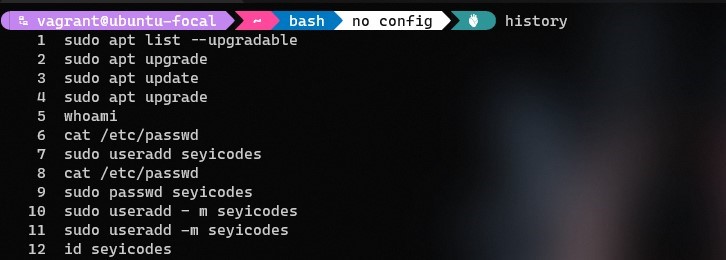 vagrant@ubuntu-focal ~ bash no config history
1 sudo apt list --upgradable
2 sudo apt upgrade
3 sudo apt update
4 sudo apt upgrade
5 whoami
6 cat /etc/passwd
7 sudo useradd seyicodes
8 cat /etc/passwd
9 sudo passwd seyicodes
10 sudo useradd - m seyicodes
11 sudo useradd -m seyicodes
12 id seyicodes